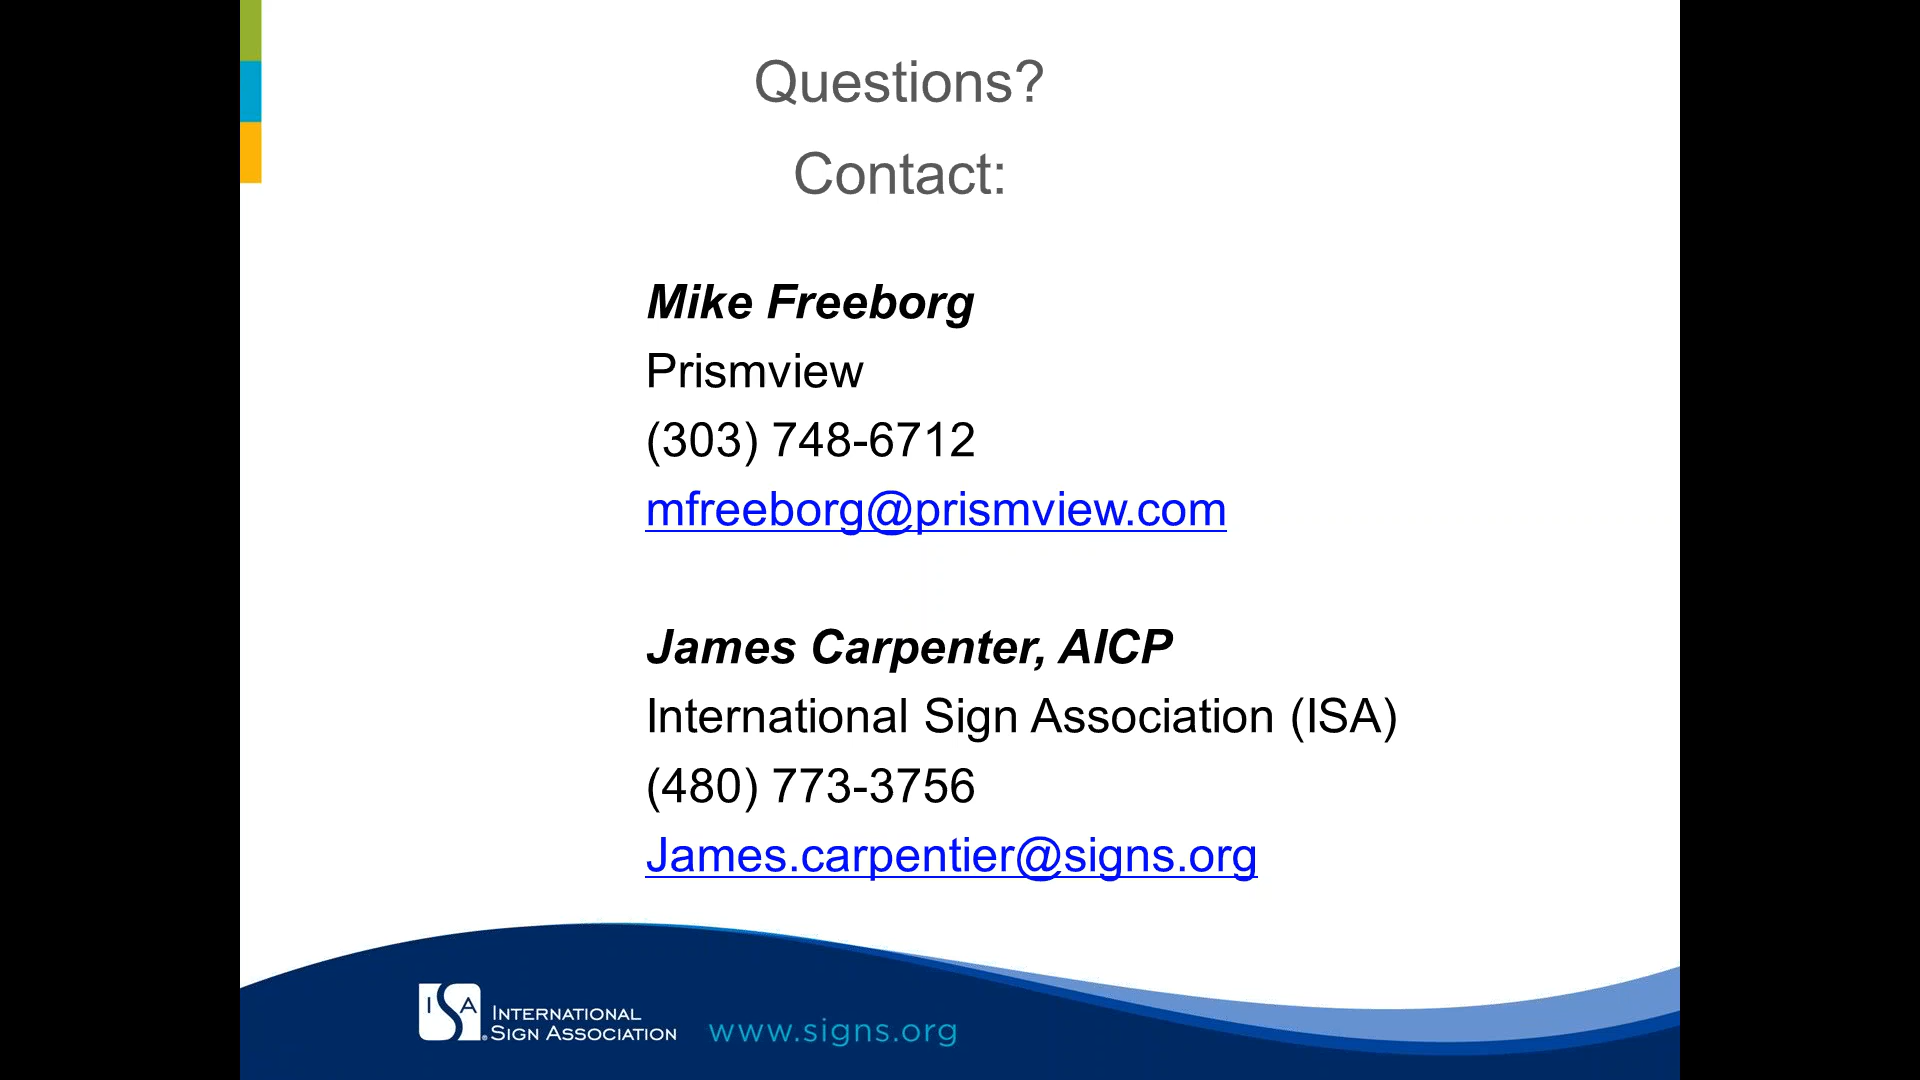 Questions?
Contact:
Mike Freeborg
Prismview
(303) 748-6712
mfreeborg@prismview.com
James Carpenter, AICP
International Sign Association (ISA)
(480) 773-3756
James.carpentier@signs.org
ISA
INTERNATIONAL
SIGN ASSOCIATION
www.signs.org